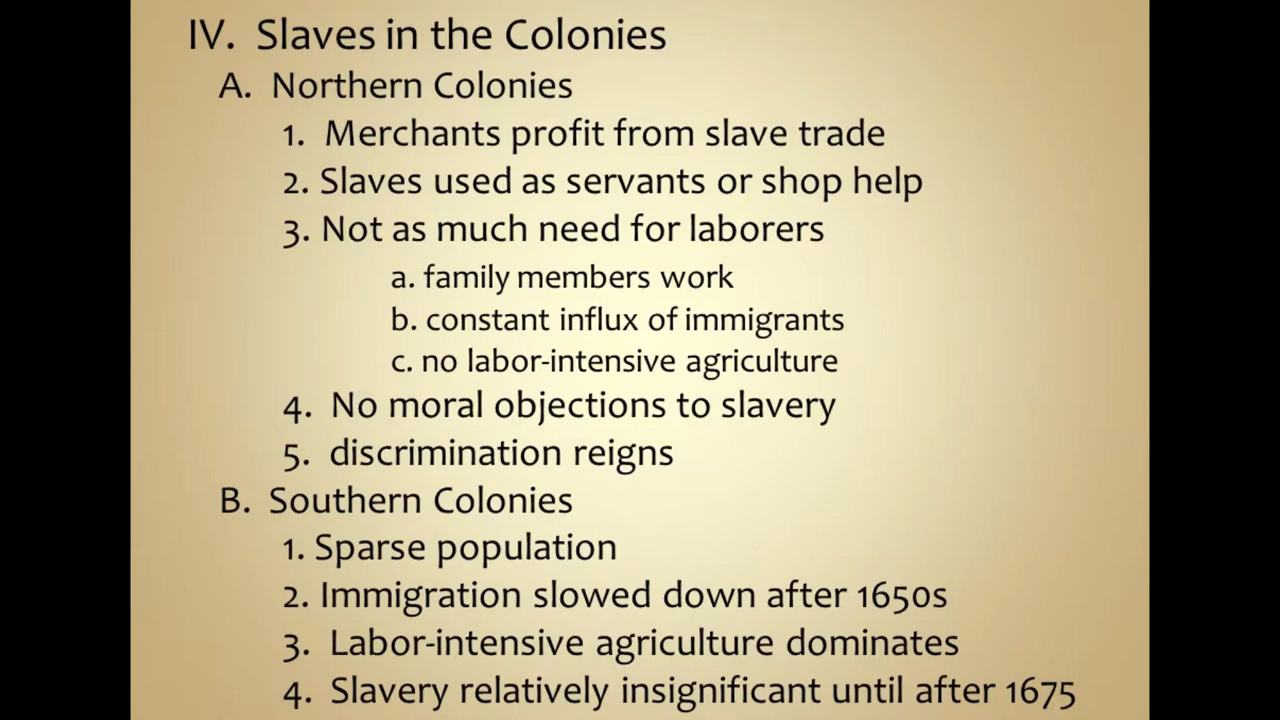 IV. Slaves in the Colonies
A. Northern Colonies
1. Merchants profit from slave trade
2. Slaves used as servants or shop help
3. Not as much need for laborers
a. family members work
b. constant influx of immigrants
c. no labor-intensive agriculture
4. No moral objections to slavery
5. discrimination reigns
B. Southern Colonies
1. Sparse population
2. Immigration slowed down after 1650s
3. Labor-intensive agriculture dominates
4. Slavery relatively insignificant until after 1675